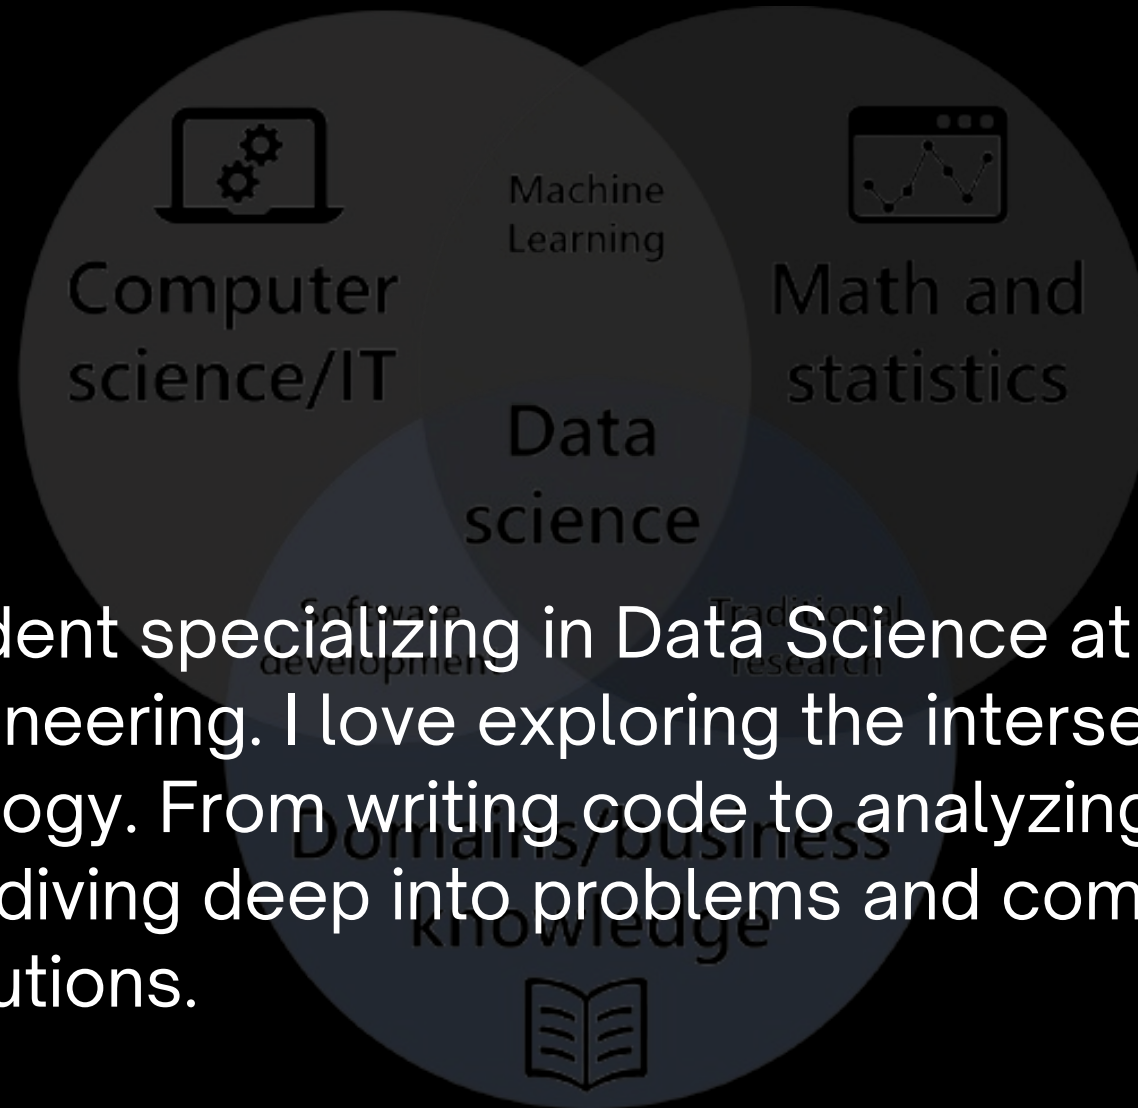 Machine
Learning
Computer
science/IT
Math and
statistics
Data
science
Software
development
Traditional
research
dent specializing in Data Science at
neering. I love exploring the interse
ogy. From writing code to analyzing
diving deep into problems and com
utions.
Domains/business
knowledge